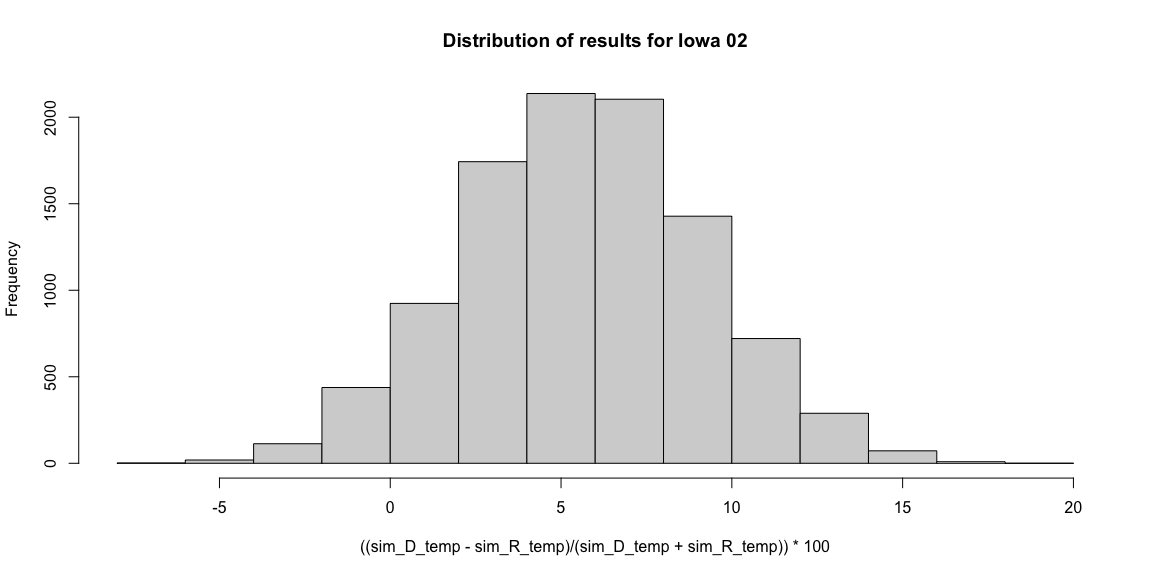 Distribution of results for Iowa 02
2000
1500
1000
500
0
Frequency
-5 0 5 10 15 20
((sim_D_temp - sim_R_temp)/(sim_D_temp + sim_R_temp)) * 100